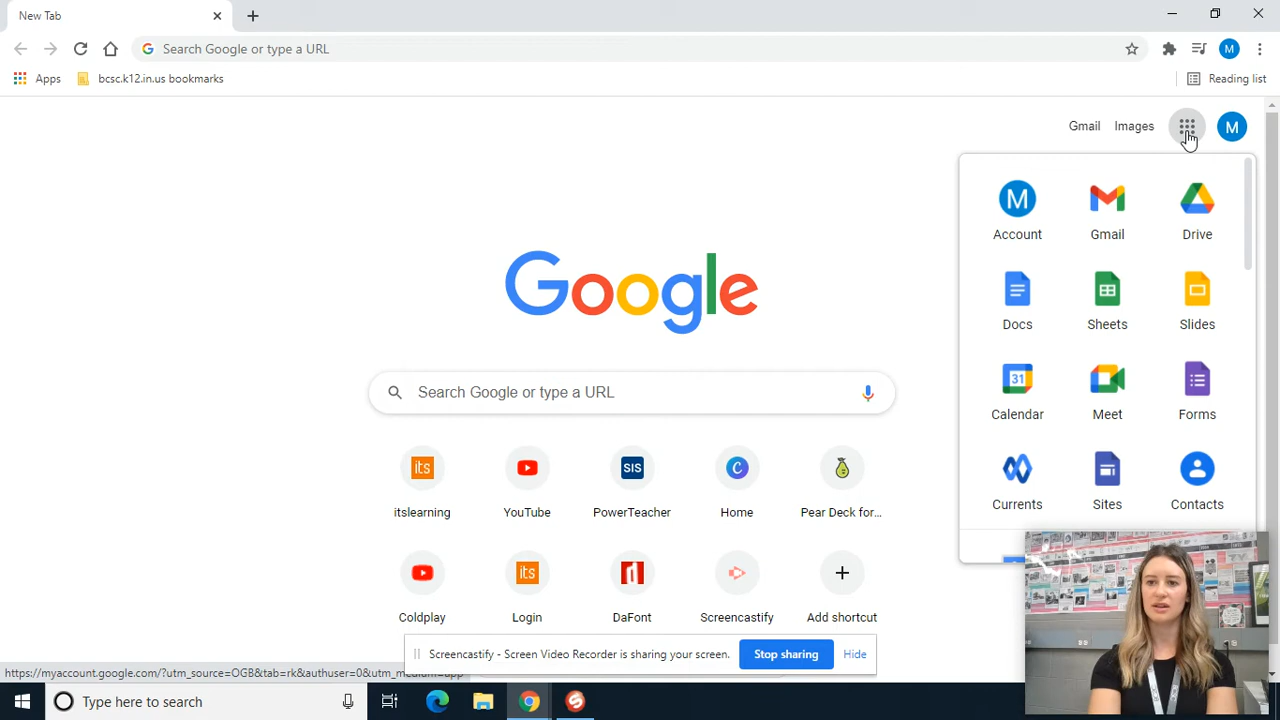 New Tab
Search Google or type a URL
M
Apps
bcsc.k12.in.us bookmarks
Reading list
Gmail
Images
M
M
Account
Gmail
Drive
Docs
Sheets
Slides
31
Calendar
Meet
Forms
Currents
Sites
Contacts
Google
Search Google or type a URL
its
itslearning
YouTube
SIS
PowerTeacher
C
Home
Pear Deck for...
Coldplay
its
Login
DaFont
Screencastify
Add shortcut
Screencastify - Screen Video Recorder is sharing your screen.
Stop sharing
Hide
https://myaccount.google.com/?utm_source=OGB&tab=rk&authuser=0&utm_medium=app
Type here to search